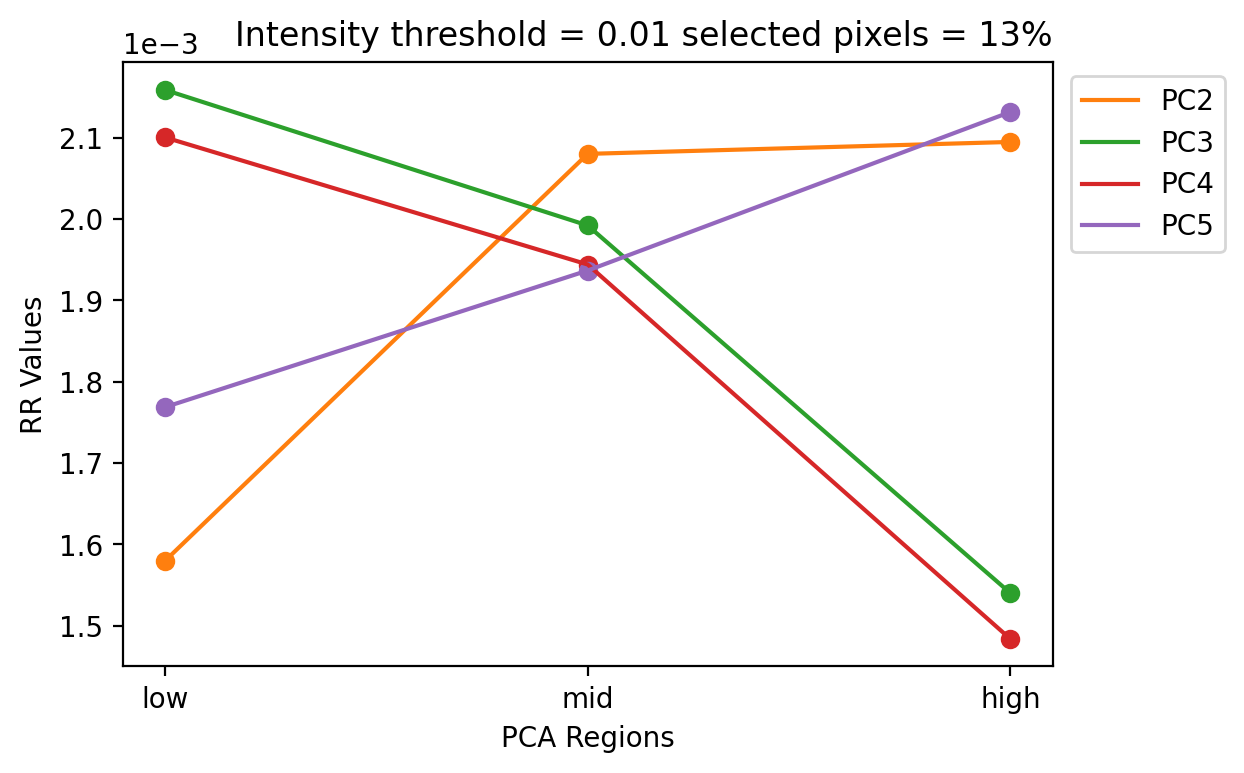 Intensity threshold = 0.01 selected pixels = 13%
1e−3
2.1
2.0
1.9
1.8
1.7
1.6
1.5
RR Values
low
mid
high
PCA Regions
PC2
PC3
PC4
PC5